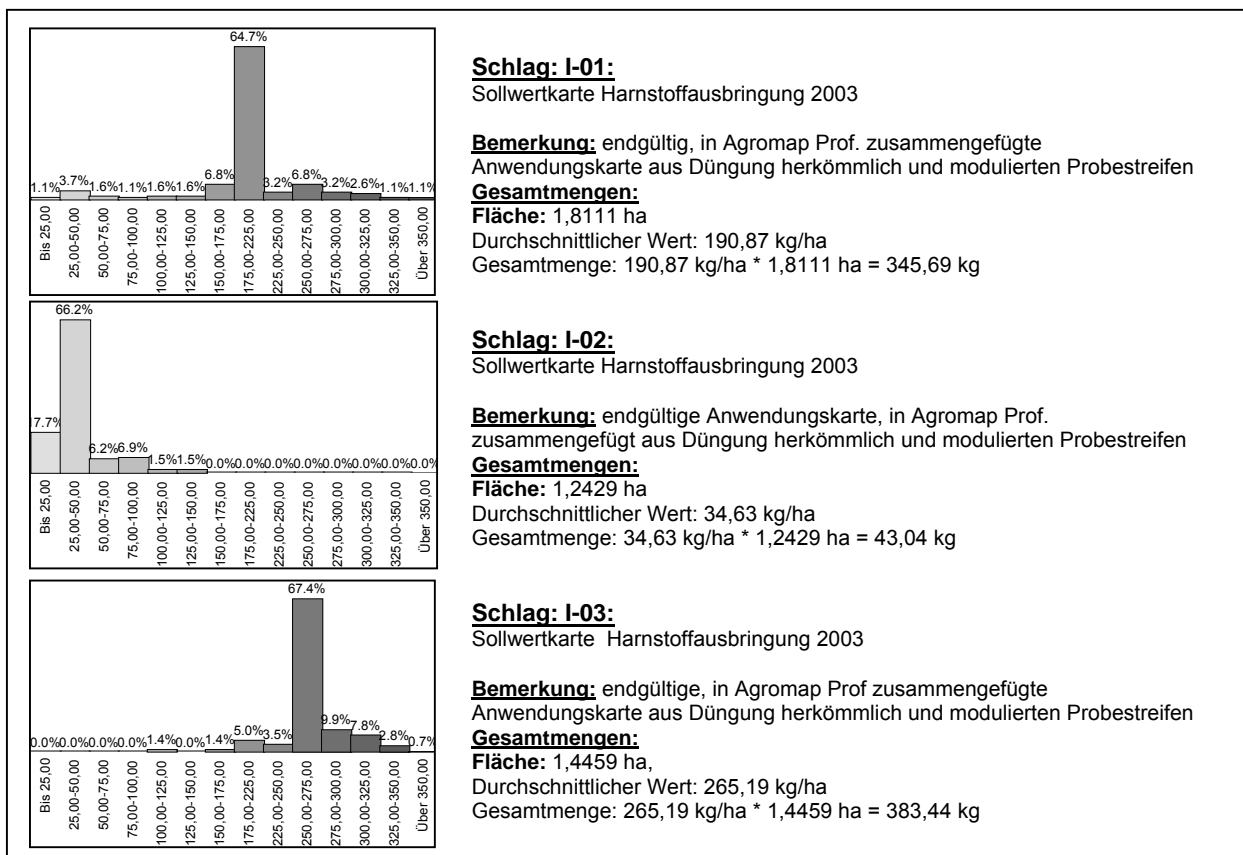 64.7%
1.1% 3.7% 1.6% 1.1% 1.6% 1.6% 6.8% 3.2% 6.8% 3.2% 2.6% 1.1% 1.1%
Bis 25,00
25,00-50,00
50,00-75,00
75,00-100,00
100,00-125,00
125,00-150,00
150,00-175,00
175,00-225,00
225,00-250,00
250,00-275,00
275,00-300,00
300,00-325,00
325,00-350,00
Über 350,00
Schlag: I-01:
Sollwertkarte Harnstoffausbringung 2003
Bemerkung: endgültig, in Agromap Prof. zusammengefügte
Anwendungskarte aus Düngung herkömmlich und modulierten Probestreifen
Gesamtmengen:
Fläche: 1,8111 ha
Durchschnittlicher Wert: 190,87 kg/ha
Gesamtmenge: 190,87 kg/ha * 1,8111 ha = 345,69 kg
66.2%
17.7% 6.2% 6.9% 1.5% 1.5% 0.0% 0.0% 0.0% 0.0% 0.0% 0.0% 0.0% 0.0%
Bis 25,00
25,00-50,00
50,00-75,00
75,00-100,00
100,00-125,00
125,00-150,00
150,00-175,00
175,00-225,00
225,00-250,00
250,00-275,00
275,00-300,00
300,00-325,00
325,00-350,00
Über 350,00
Schlag: I-02:
Sollwertkarte Harnstoffausbringung 2003
Bemerkung: endgültige Anwendungskarte, in Agromap Prof.
zusammengefügt aus Düngung herkömmlich und modulierten Probestreifen
Gesamtmengen:
Fläche: 1,2429 ha
Durchschnittlicher Wert: 34,63 kg/ha
Gesamtmenge: 34,63 kg/ha * 1,2429 ha = 43,04 kg
67.4%
0.0% 0.0% 0.0% 0.0% 1.4% 0.0% 1.4% 5.0% 3.5% 9.9% 7.8% 2.8% 0.7%
Bis 25,00
25,00-50,00
50,00-75,00
75,00-100,00
100,00-125,00
125,00-150,00
150,00-175,00
175,00-225,00
225,00-250,00
250,00-275,00
275,00-300,00
300,00-325,00
325,00-350,00
Über 350,00
Schlag: I-03:
Sollwertkarte Harnstoffausbringung 2003
Bemerkung: endgültige, in Agromap Prof zusammengefügte
Anwendungskarte aus Düngung herkömmlich und modulierten Probestreifen
Gesamtmengen:
Fläche: 1,4459 ha,
Durchschnittlicher Wert: 265,19 kg/ha
Gesamtmenge: 265,19 kg/ha * 1,4459 ha = 383,44 kg